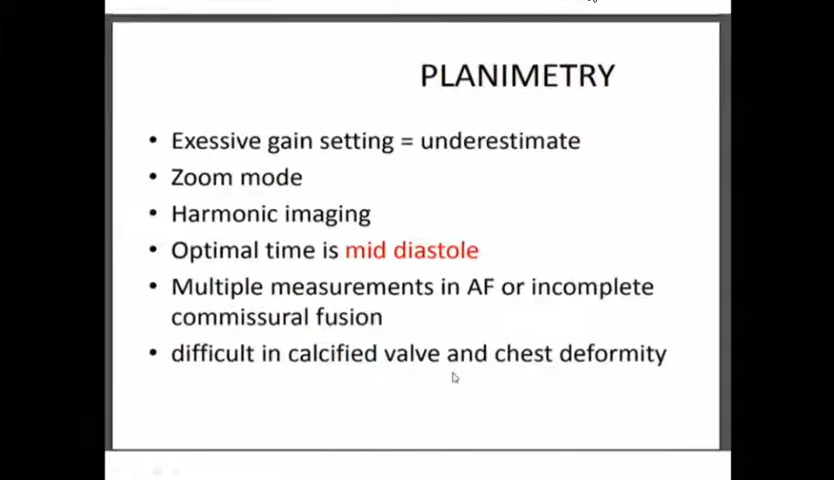 PLANIMETRY
• Exessive gain setting = underestimate
• Zoom mode
• Harmonic imaging
• Optimal time is mid diastole
• Multiple measurements in AF or incomplete
commissural fusion
• difficult in calcified valve and chest deformity